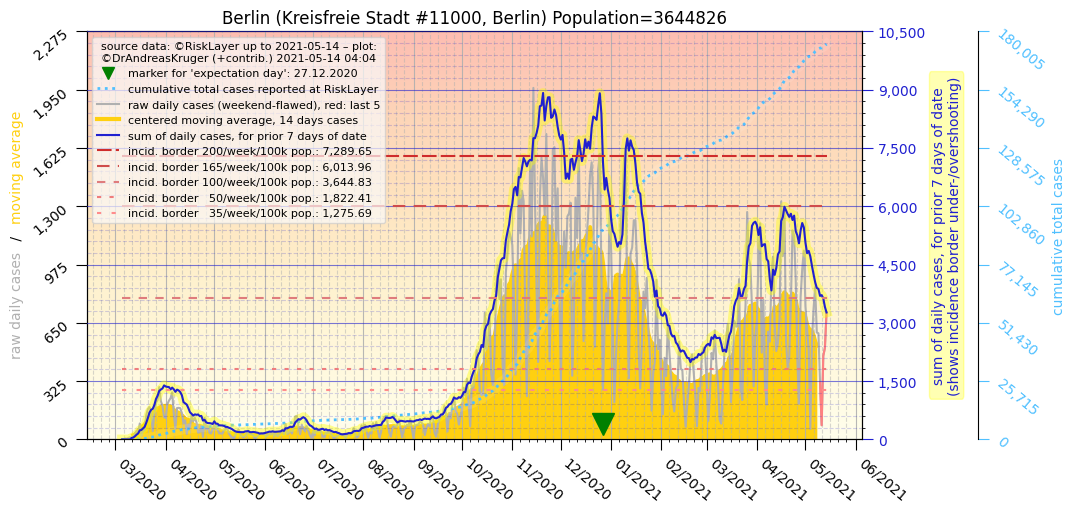 Berlin (Kreisfreie Stadt #11000, Berlin) Population=3644826
source data: ©RiskLayer up to 2021-05-14 – plot:
©DrAndreasKruger (+contrib.) 2021-05-14 04:04
marker for 'expectation day': 27.12.2020
cumulative total cases reported at RiskLayer
raw daily cases (weekend-flawed), red: last 5
centered moving average, 14 days cases
sum of daily cases, for prior 7 days of date
incid. border 200/week/100k pop.: 7,289.65
incid. border 165/week/100k pop.: 6,013.96
incid. border 100/week/100k pop.: 3,644.83
incid. border   50/week/100k pop.: 1,822.41
incid. border   35/week/100k pop.: 1,275.69
raw daily cases / moving average
2,275
1,950
1,625
1,300
975
650
325
0
03/2020
04/2020
05/2020
06/2020
07/2020
08/2020
09/2020
10/2020
11/2020
12/2020
01/2021
02/2021
03/2021
04/2021
05/2021
06/2021
10,500
9,000
7,500
6,000
4,500
3,000
1,500
0
sum of daily cases, for prior 7 days of date
(shows incidence border under-/overshooting)
180,005
154,290
128,575
102,860
77,145
51,430
25,715
0
cumulative total cases